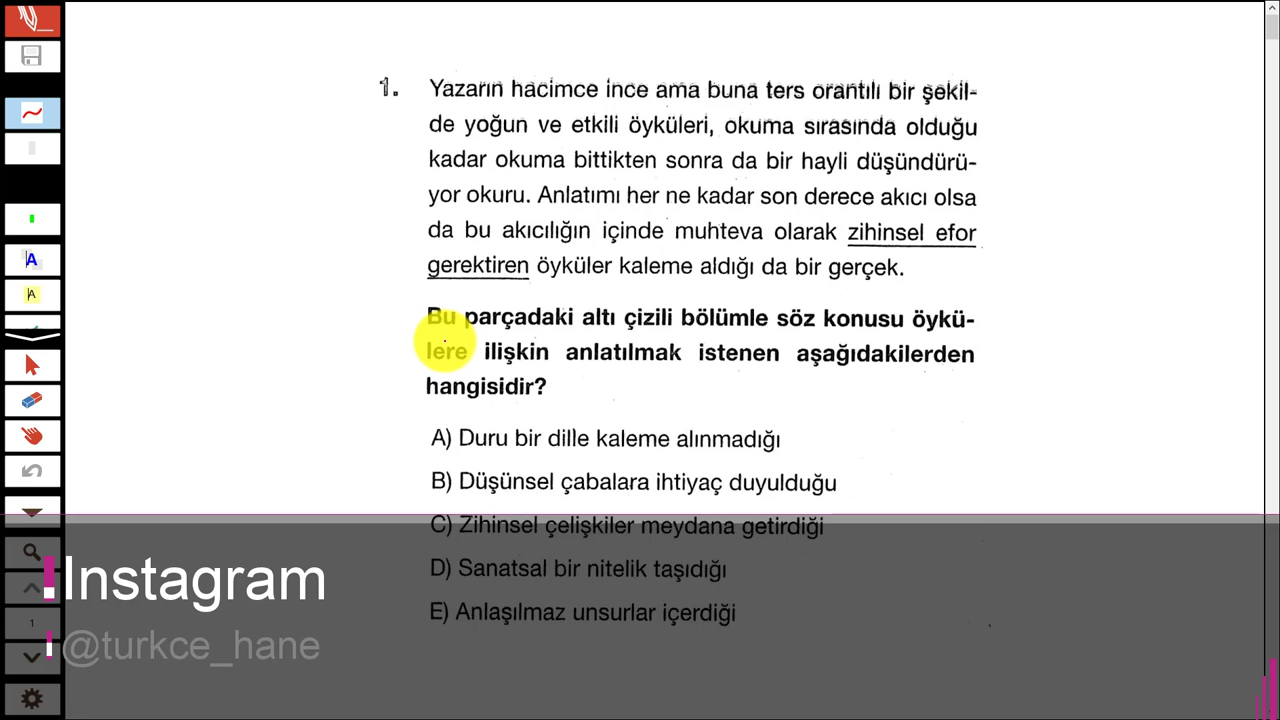 1. Yazarın hacimce ince ama buna ters orantılı bir şekil-
de yoğun ve etkili öyküleri, okuma sırasında olduğu
kadar okuma bittikten sonra da bir hayli düşündürü-
yor okuru. Anlatımı her ne kadar son derece akıcı olsa
da bu akıcılığın içinde muhteva olarak zihinsel efor
gerektiren öyküler kaleme aldığı da bir gerçek.
Bu parçadaki altı çizili bölümle söz konusu öykü-
lere ilişkin anlatılmak istenen aşağıdakilerden
hangisidir?
A) Duru bir dille kaleme alınmadığı
B) Düşünsel çabalara ihtiyaç duyulduğu
C) Zihinsel çelişkiler meydana getirdiği
D) Sanatsal bir nitelik taşıdığı
E) Anlaşılmaz unsurlar içerdiği
A
A
1
Instagram
@turkce_hane